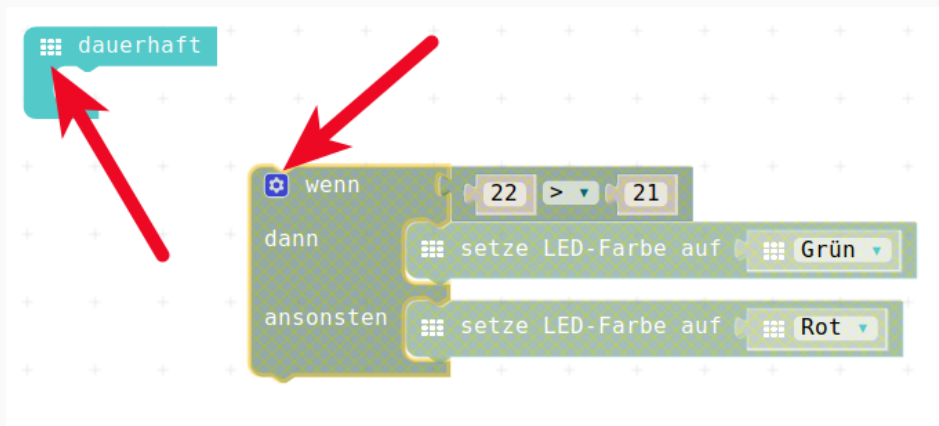 dauerhaft
wenn 22 > 21
dann setze LED-Farbe auf Grün
ansonsten setze LED-Farbe auf Rot